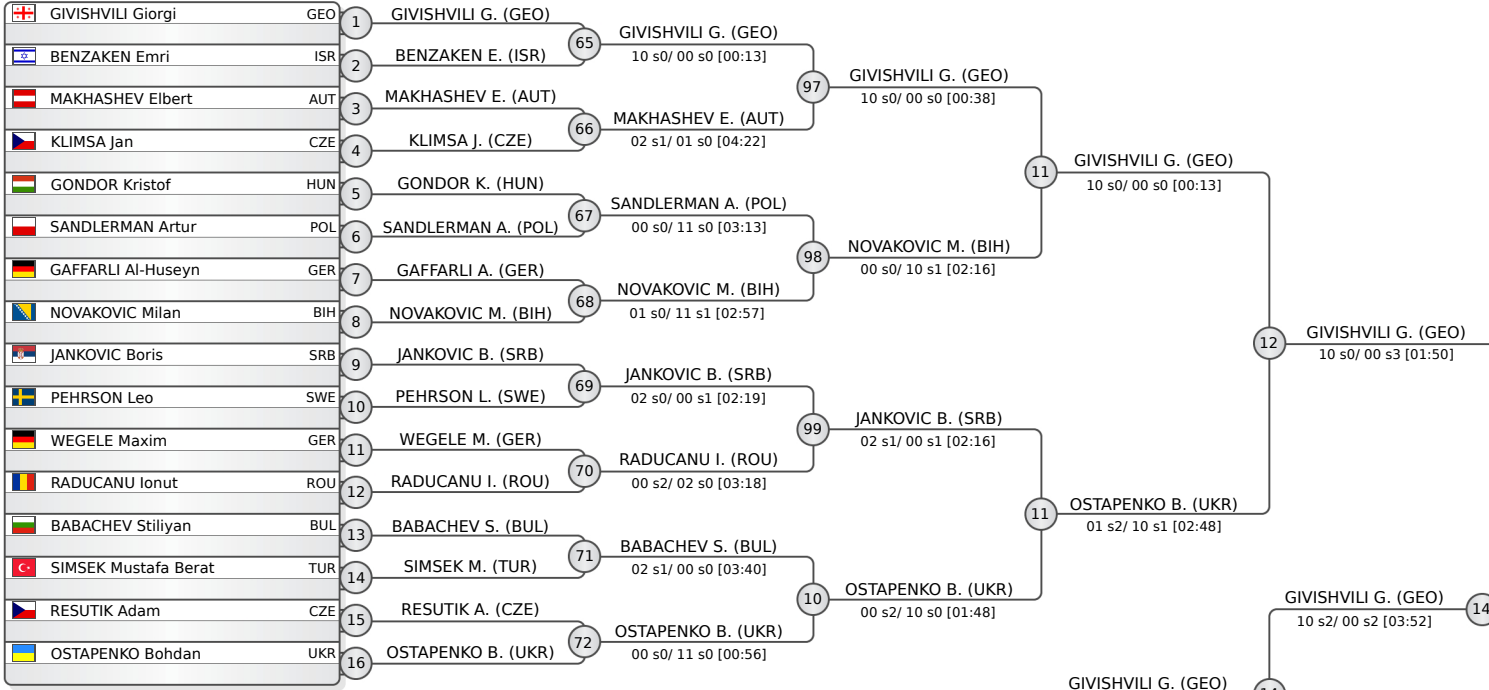 GIVISHVILI Giorgi GEO
BENZAKEN Emri ISR
MAKHASHEV Elbert AUT
KLIMSA Jan CZE
GONDOR Kristof HUN
SANDLERMAN Artur POL
GAFFARLI Al-Huseyn GER
NOVAKOVIC Milan BIH
JANKOVIC Boris SRB
PEHRSON Leo SWE
WEGELE Maxim GER
RADUCANU Ionut ROU
BABACHEV Stiliyan BUL
SIMSEK Mustafa Berat TUR
RESUTIK Adam CZE
OSTAPENKO Bohdan UKR
1 GIVISHVILI G. (GEO)
2 BENZAKEN E. (ISR)
3 MAKHASHEV E. (AUT)
4 KLIMSA J. (CZE)
5 GONDOR K. (HUN)
6 SANDLERMAN A. (POL)
7 GAFFARLI A. (GER)
8 NOVAKOVIC M. (BIH)
9 JANKOVIC B. (SRB)
10 PEHRSON L. (SWE)
11 WEGELE M. (GER)
12 RADUCANU I. (ROU)
13 BABACHEV S. (BUL)
14 SIMSEK M. (TUR)
15 RESUTIK A. (CZE)
16 OSTAPENKO B. (UKR)
65 GIVISHVILI G. (GEO)
10 s0/ 00 s0 [00:13]
66 MAKHASHEV E. (AUT)
02 s1/ 01 s0 [04:22]
67 SANDLERMAN A. (POL)
00 s0/ 11 s0 [03:13]
68 NOVAKOVIC M. (BIH)
01 s0/ 11 s1 [02:57]
69 JANKOVIC B. (SRB)
02 s0/ 00 s1 [02:19]
70 RADUCANU I. (ROU)
00 s2/ 02 s0 [03:18]
71 BABACHEV S. (BUL)
02 s1/ 00 s0 [03:40]
72 OSTAPENKO B. (UKR)
00 s0/ 11 s0 [00:56]
97 GIVISHVILI G. (GEO)
10 s0/ 00 s0 [00:38]
98 NOVAKOVIC M. (BIH)
00 s0/ 10 s1 [02:16]
99 JANKOVIC B. (SRB)
02 s1/ 00 s1 [02:16]
10 OSTAPENKO B. (UKR)
00 s2/ 10 s0 [01:48]
11 GIVISHVILI G. (GEO)
10 s0/ 00 s0 [00:13]
11 OSTAPENKO B. (UKR)
01 s2/ 10 s1 [02:48]
12 GIVISHVILI G. (GEO)
10 s0/ 00 s3 [01:50]
GIVISHVILI G. (GEO) 14
10 s2/ 00 s2 [03:52]
GIVISHVILI G. (GEO)